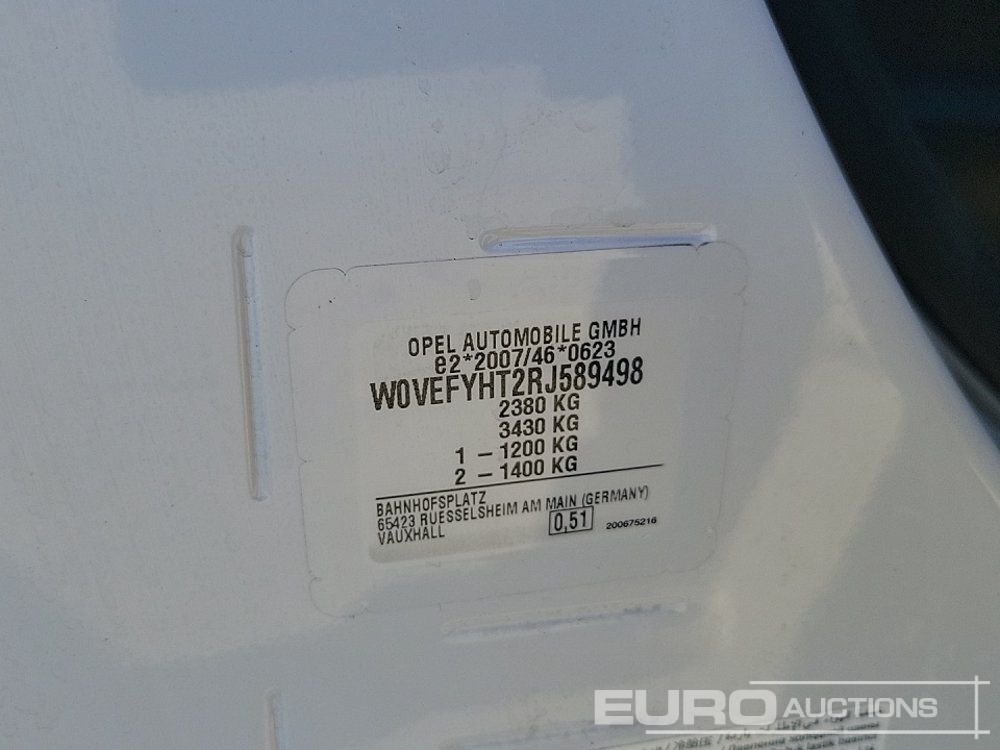 OPEL AUTOMOBILE GMBH
e2*2007/46*0623
W0VEFYHT2RJ589498
2380 KG
3430 KG
1 – 1200 KG
2 – 1400 KG
BAHNHOFSPLATZ
65423 RUESSELSHEIM AM MAIN (GERMANY)
VAUXHALL
0,51
200675216
EURO AUCTIONS